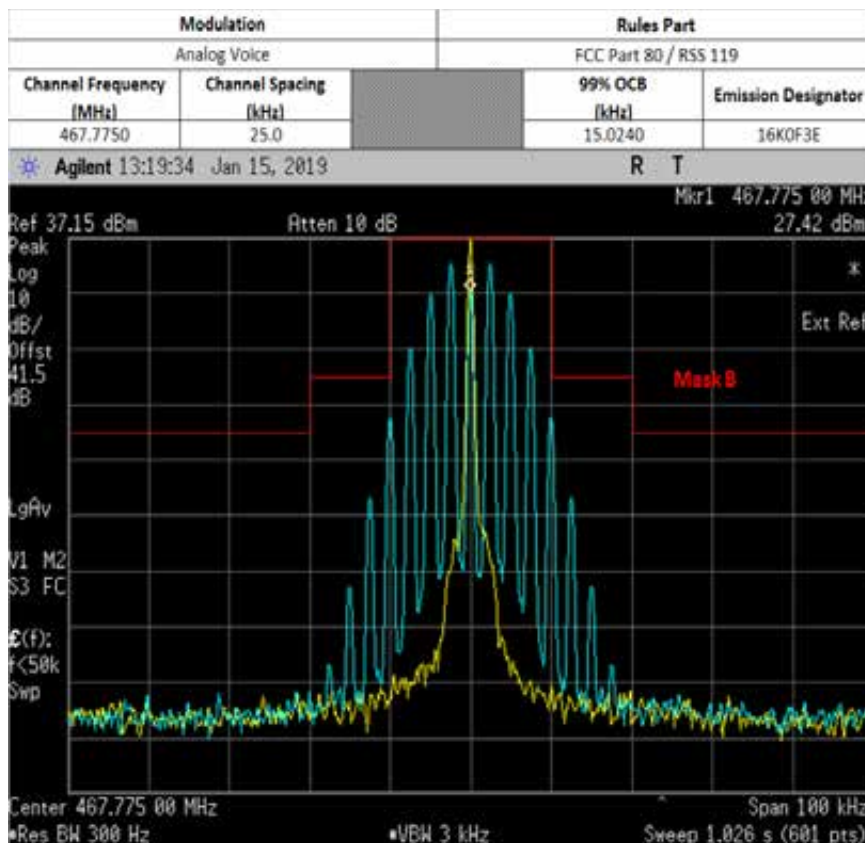 Modulation Rules Part
Analog Voice FCC Part 80 / RSS 119
Channel Frequency (MHz) Channel Spacing (kHz) 99% OCB (kHz) Emission Designator
467.7750 25.0 15.0240 16K0F3E
Agilent 13:19:34 Jan 15, 2019 R T
Mkr1 467.775 00 MHz
Ref 37.15 dBm Atten 10 dB 27.42 dBm
Peak
Log
10
dB/
Offst
41.5
dB
*
Ext Ref
Mask B
LgAv
V1 M2
S3 FC
£(f):
f<50k
Swp
Center 467.775 00 MHz Span 100 kHz
*Res BW 300 Hz *VBW 3 kHz Sweep 1.026 s (601 pts)